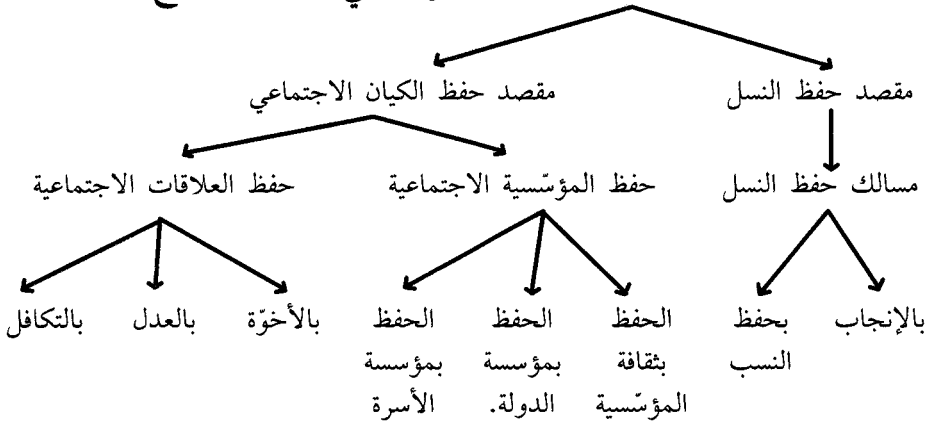 مقصد حفظ النسل
مقصد حفظ الكيان الاجتماعي
مسالك حفظ النسل
حفظ المؤسّسية الاجتماعية
حفظ العلاقات الاجتماعية
بالإنجاب
بحفظ
النسب
الحفظ
بثقافة
المؤسّسية
الحفظ
بمؤسسة
الدولة.
الحفظ
بمؤسسة
الأسرة
بالأخوّة
بالعدل
بالتكافل